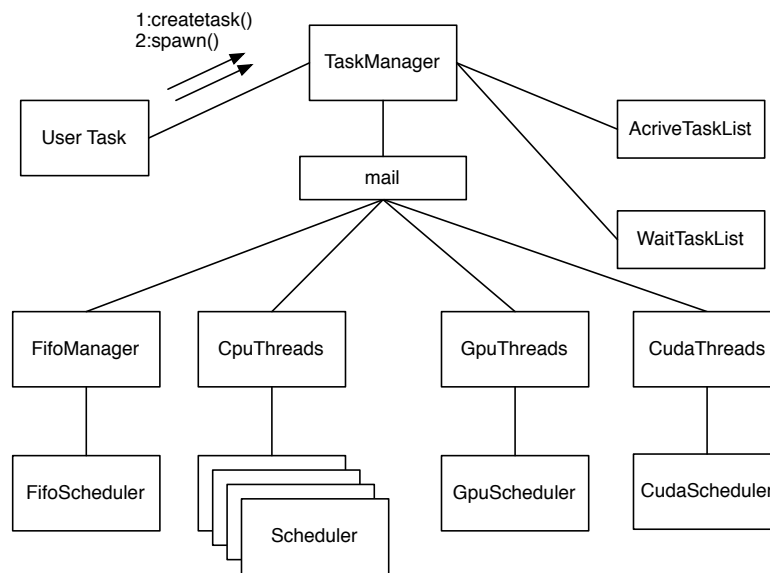 1:createtask()
2:spawn()
TaskManager
User Task
AcriveTaskList
mail
WaitTaskList
FifoManager
CpuThreads
GpuThreads
CudaThreads
FifoScheduler
GpuScheduler
CudaScheduler
Scheduler